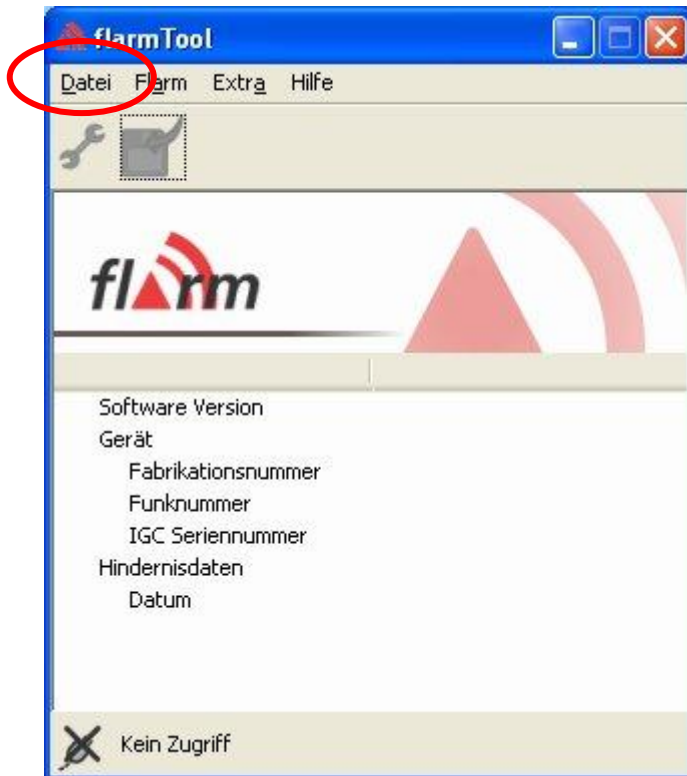 flarmTool
Datei Flarm Extra Hilfe
flarm
Software Version
Gerät
Fabrikationsnummer
Funknummer
IGC Seriennummer
Hindernisdaten
Datum
Kein Zugriff